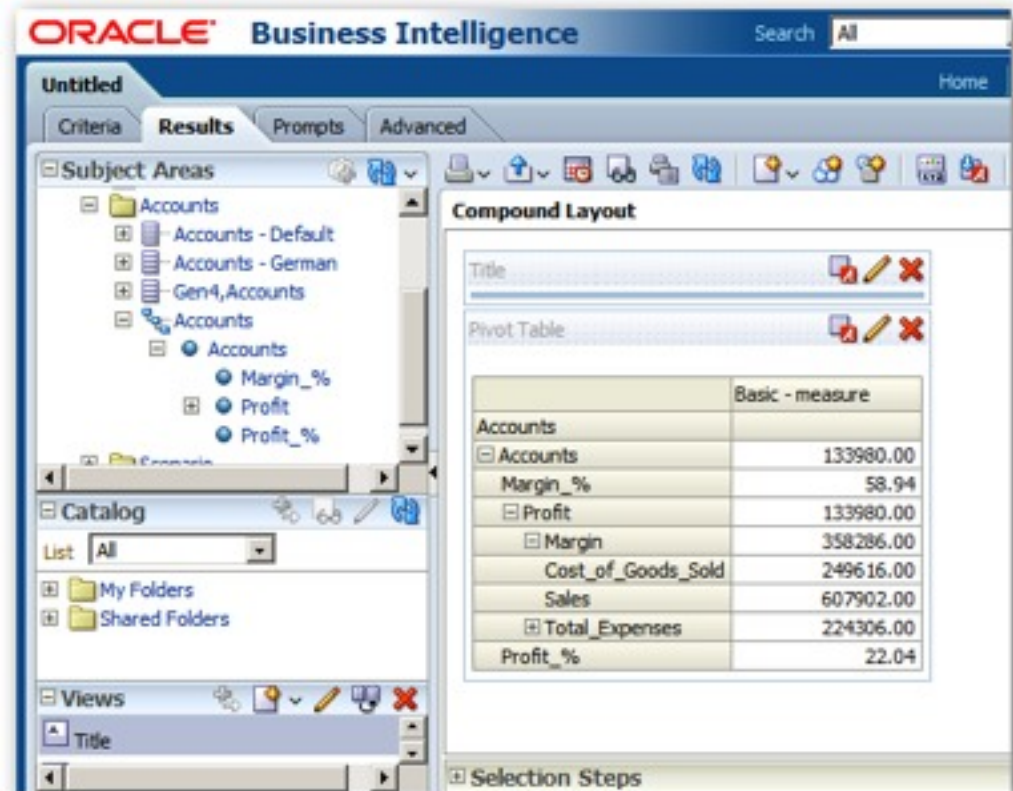 ORACLE Business Intelligence Search All
Untitled Home
Criteria Results Prompts Advanced
Subject Areas
Accounts
Accounts - Default
Accounts - German
Gen4,Accounts
Accounts
Accounts
Margin_%
Profit
Profit_%
Scenario
Catalog
List All
My Folders
Shared Folders
Views
Title
Compound Layout
Title
Pivot Table
Basic - measure
Accounts
Accounts 133980.00
Margin_% 58.94
Profit 133980.00
Margin 358286.00
Cost_of_Goods_Sold 249616.00
Sales 607902.00
Total_Expenses 224306.00
Profit_% 22.04
Selection Steps